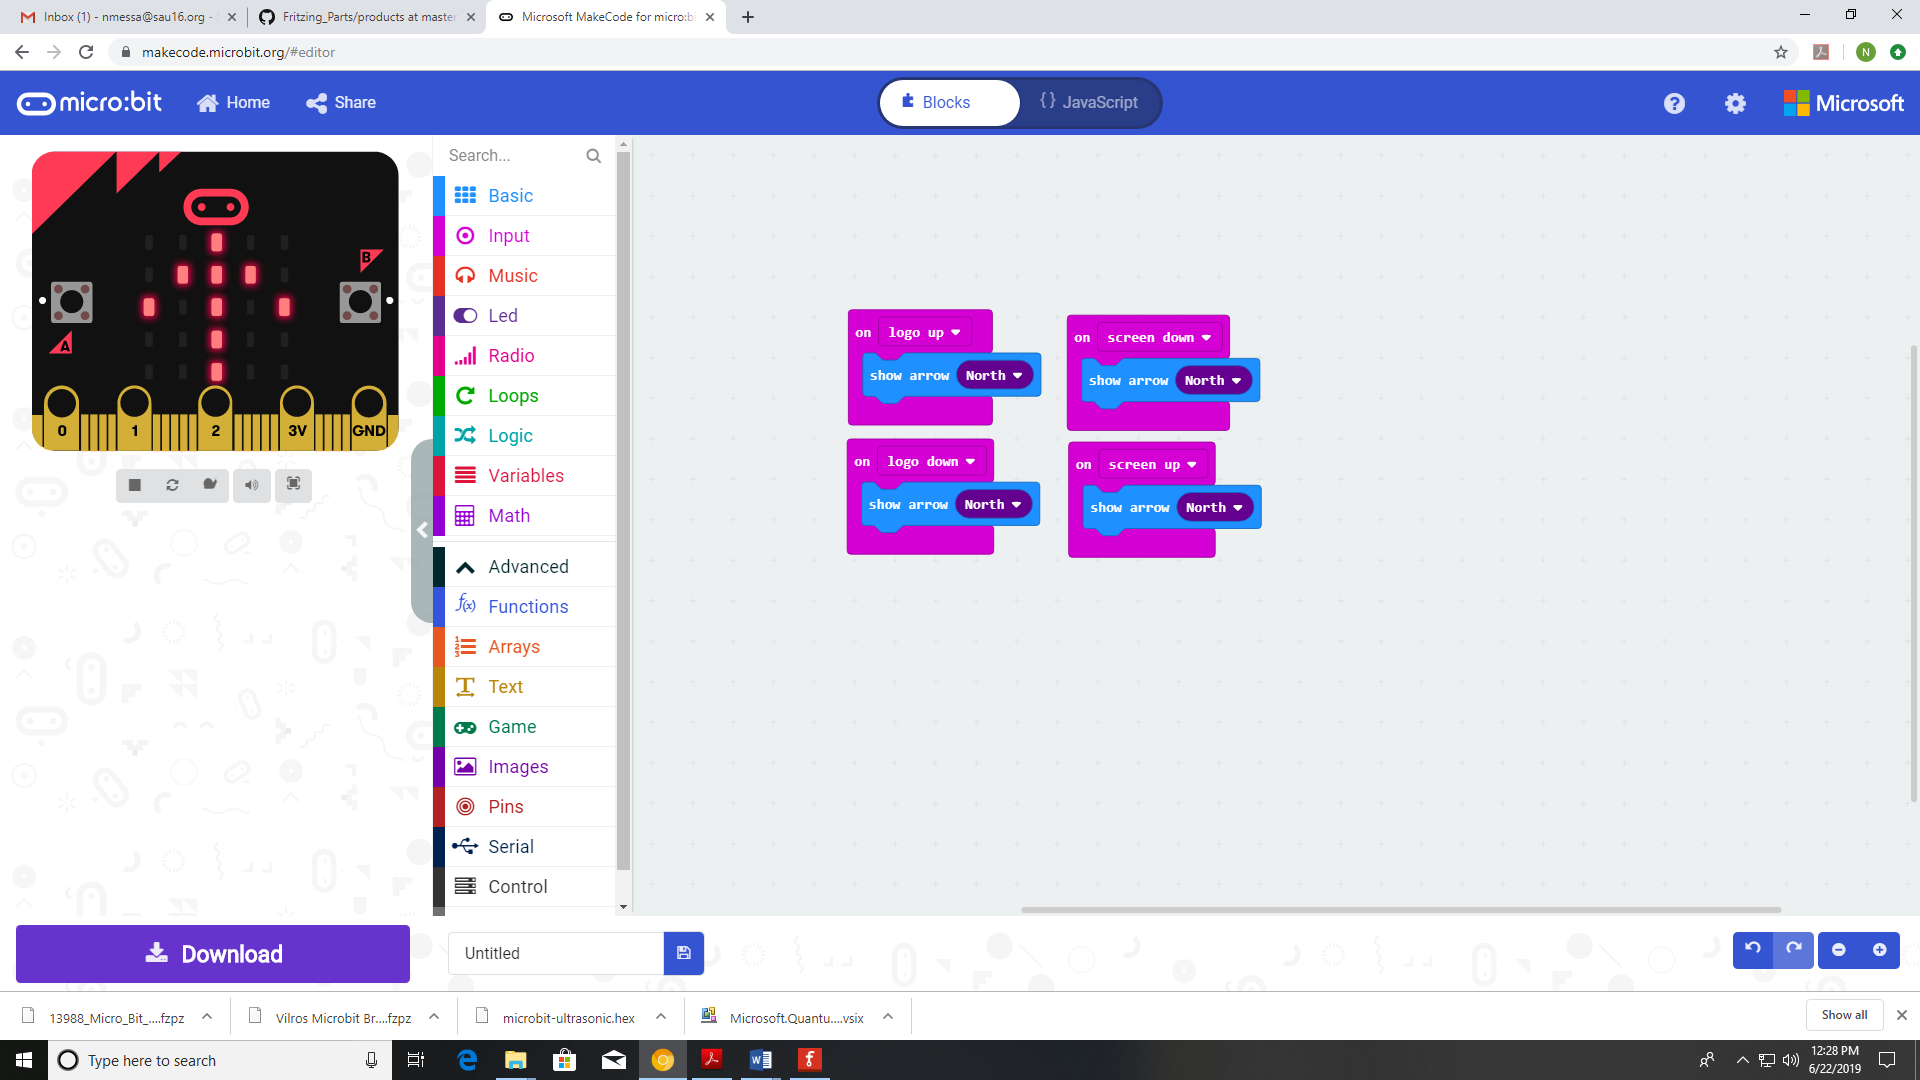 Inbox (1) - nmessa@sau16.org -
Fritzing_Parts/products at master
Microsoft MakeCode for micro:bi
makecode.microbit.org/#editor
N
micro:bit
Home
Share
Blocks
{} JavaScript
?
Microsoft
Search...
Basic
Input
Music
Led
Radio
Loops
Logic
Variables
Math
Advanced
Functions
Arrays
Text
Game
Images
Pins
Serial
Control
B
A
0 1 2 3V GND
on logo up
show arrow North
on screen down
show arrow North
on logo down
show arrow North
on screen up
show arrow North
Download
Untitled
13988_Micro_Bit_....fzpz
Vilros Microbit Br....fzpz
microbit-ultrasonic.hex
Microsoft.Quantu....vsix
Show all
Type here to search
12:28 PM
6/22/2019